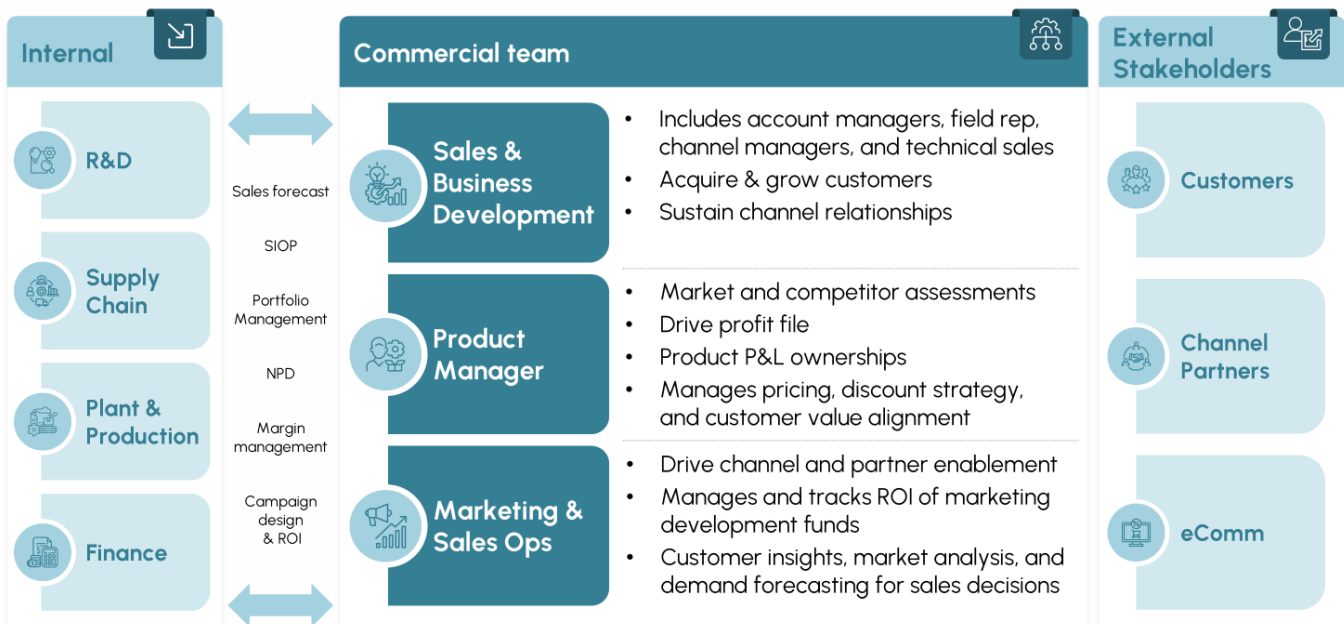 Internal
R&D
Supply
Chain
Plant &
Production
Finance
Sales forecast
SIOP
Portfolio
Management
NPD
Margin
management
Campaign
design
& ROI
Commercial team
Sales &
Business
Development
• Includes account managers, field rep,
channel managers, and technical sales
• Acquire & grow customers
• Sustain channel relationships
Product
Manager
• Market and competitor assessments
• Drive profit file
• Product P&L ownerships
• Manages pricing, discount strategy,
and customer value alignment
Marketing &
Sales Ops
• Drive channel and partner enablement
• Manages and tracks ROI of marketing
development funds
• Customer insights, market analysis, and
demand forecasting for sales decisions
External
Stakeholders
Customers
Channel
Partners
eComm